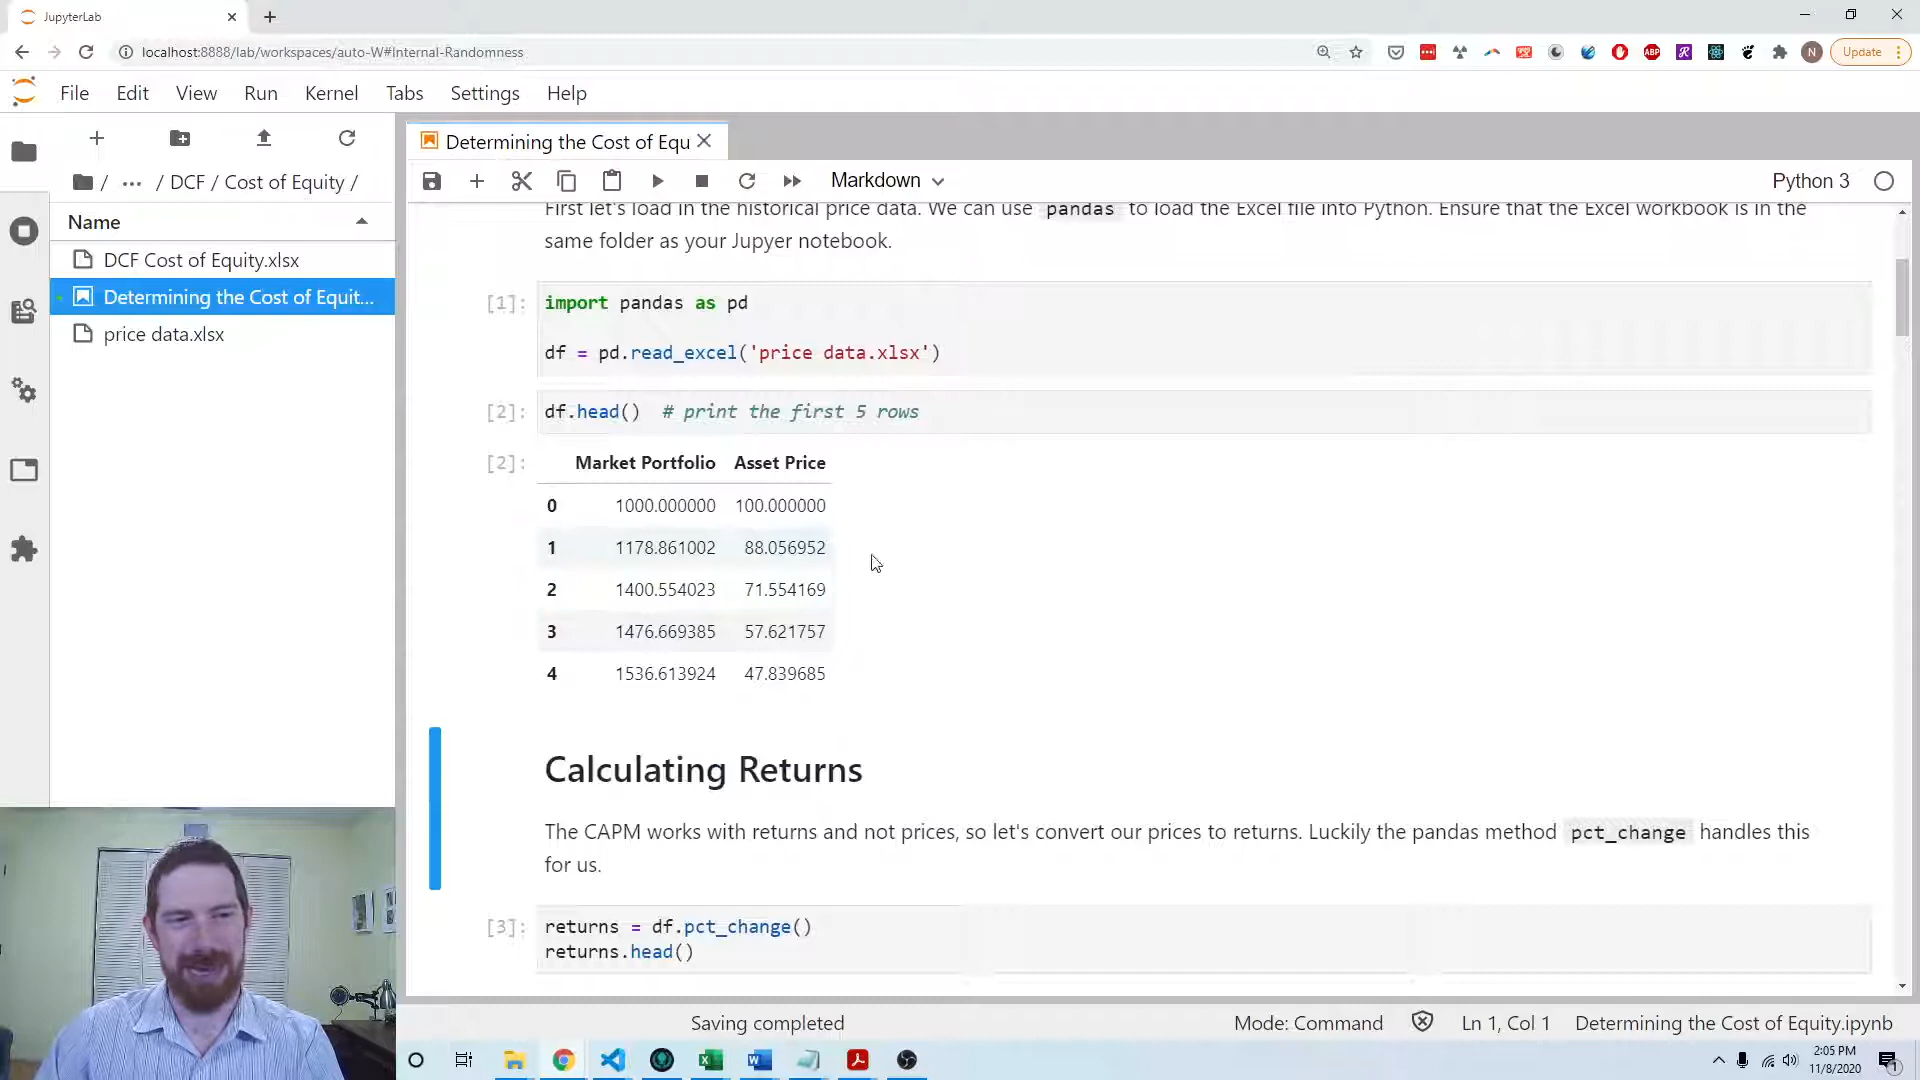 JupyterLab
localhost:8888/lab/workspaces/auto-W#Internal-Randomness
N
Update
File Edit View Run Kernel Tabs Settings Help
/ ··· / DCF / Cost of Equity /
Name
DCF Cost of Equity.xlsx
Determining the Cost of Equit...
price data.xlsx
Determining the Cost of Equ
Markdown
Python 3
First let's load in the historical price data. We can use pandas to load the Excel file into Python. Ensure that the Excel workbook is in the
same folder as your Jupyer notebook.
[1]: import pandas as pd
df = pd.read_excel('price data.xlsx')
[2]: df.head() # print the first 5 rows
[2]: Market Portfolio Asset Price
0 1000.000000 100.000000
1 1178.861002 88.056952
2 1400.554023 71.554169
3 1476.669385 57.621757
4 1536.613924 47.839685
Calculating Returns
The CAPM works with returns and not prices, so let's convert our prices to returns. Luckily the pandas method pct_change handles this
for us.
[3]: returns = df.pct_change()
returns.head()
Saving completed
Mode: Command
Ln 1, Col 1
Determining the Cost of Equity.ipynb
2:05 PM
11/8/2020